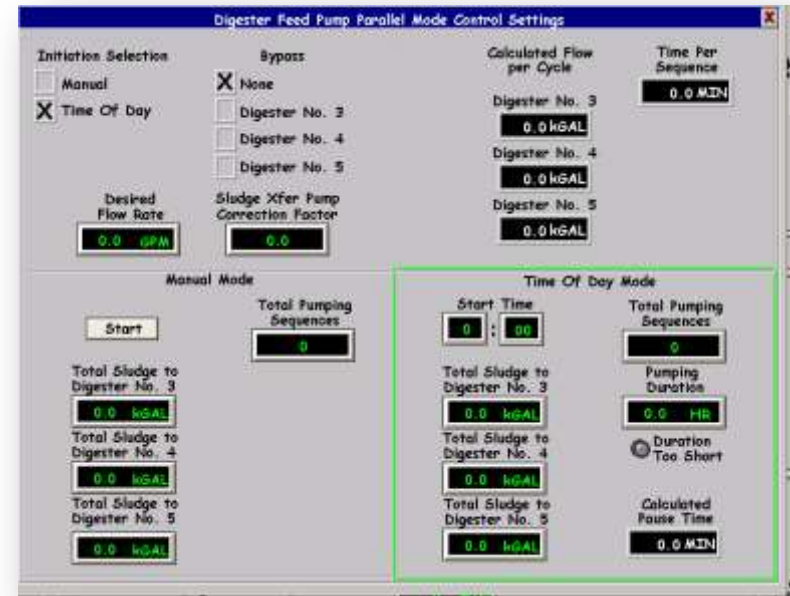 Digester Feed Pump Parallel Mode Control Settings
X
Initiation Selection
Manual
X Time Of Day
Bypass
X None
Digester No. 3
Digester No. 4
Digester No. 5
Calculated Flow
per Cycle
Digester No. 3
0.0 kGAL
Digester No. 4
0.0 kGAL
Digester No. 5
0.0 kGAL
Time Per
Sequence
0.0 MIN
Desired
Flow Rate
0.0 GPM
Sludge Xfer Pump
Correction Factor
0.0
Manual Mode
Start
Total Pumping
Sequences
0
Total Sludge to
Digester No. 3
0.0 kGAL
Total Sludge to
Digester No. 4
0.0 kGAL
Total Sludge to
Digester No. 5
0.0 kGAL
Time Of Day Mode
Start Time
0 : 00
Total Sludge to
Digester No. 3
0.0 kGAL
Total Sludge to
Digester No. 4
0.0 kGAL
Total Sludge to
Digester No. 5
0.0 kGAL
Total Pumping
Sequences
0
Pumping
Duration
0.0 HR
Duration
Too Short
Calculated
Pause Time
0.0 MIN